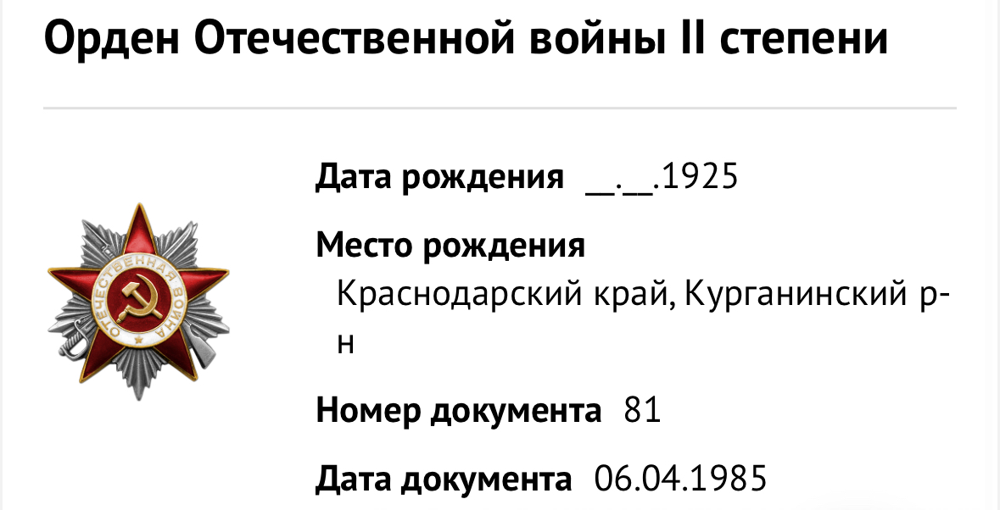 Орден Отечественной войны II степени
Дата рождения __.__.1925
Место рождения
Краснодарский край, Курганинский р-
н
ОТЕЧЕСТВЕННАЯ ВОЙНА
Номер документа 81
Дата документа 06.04.1985